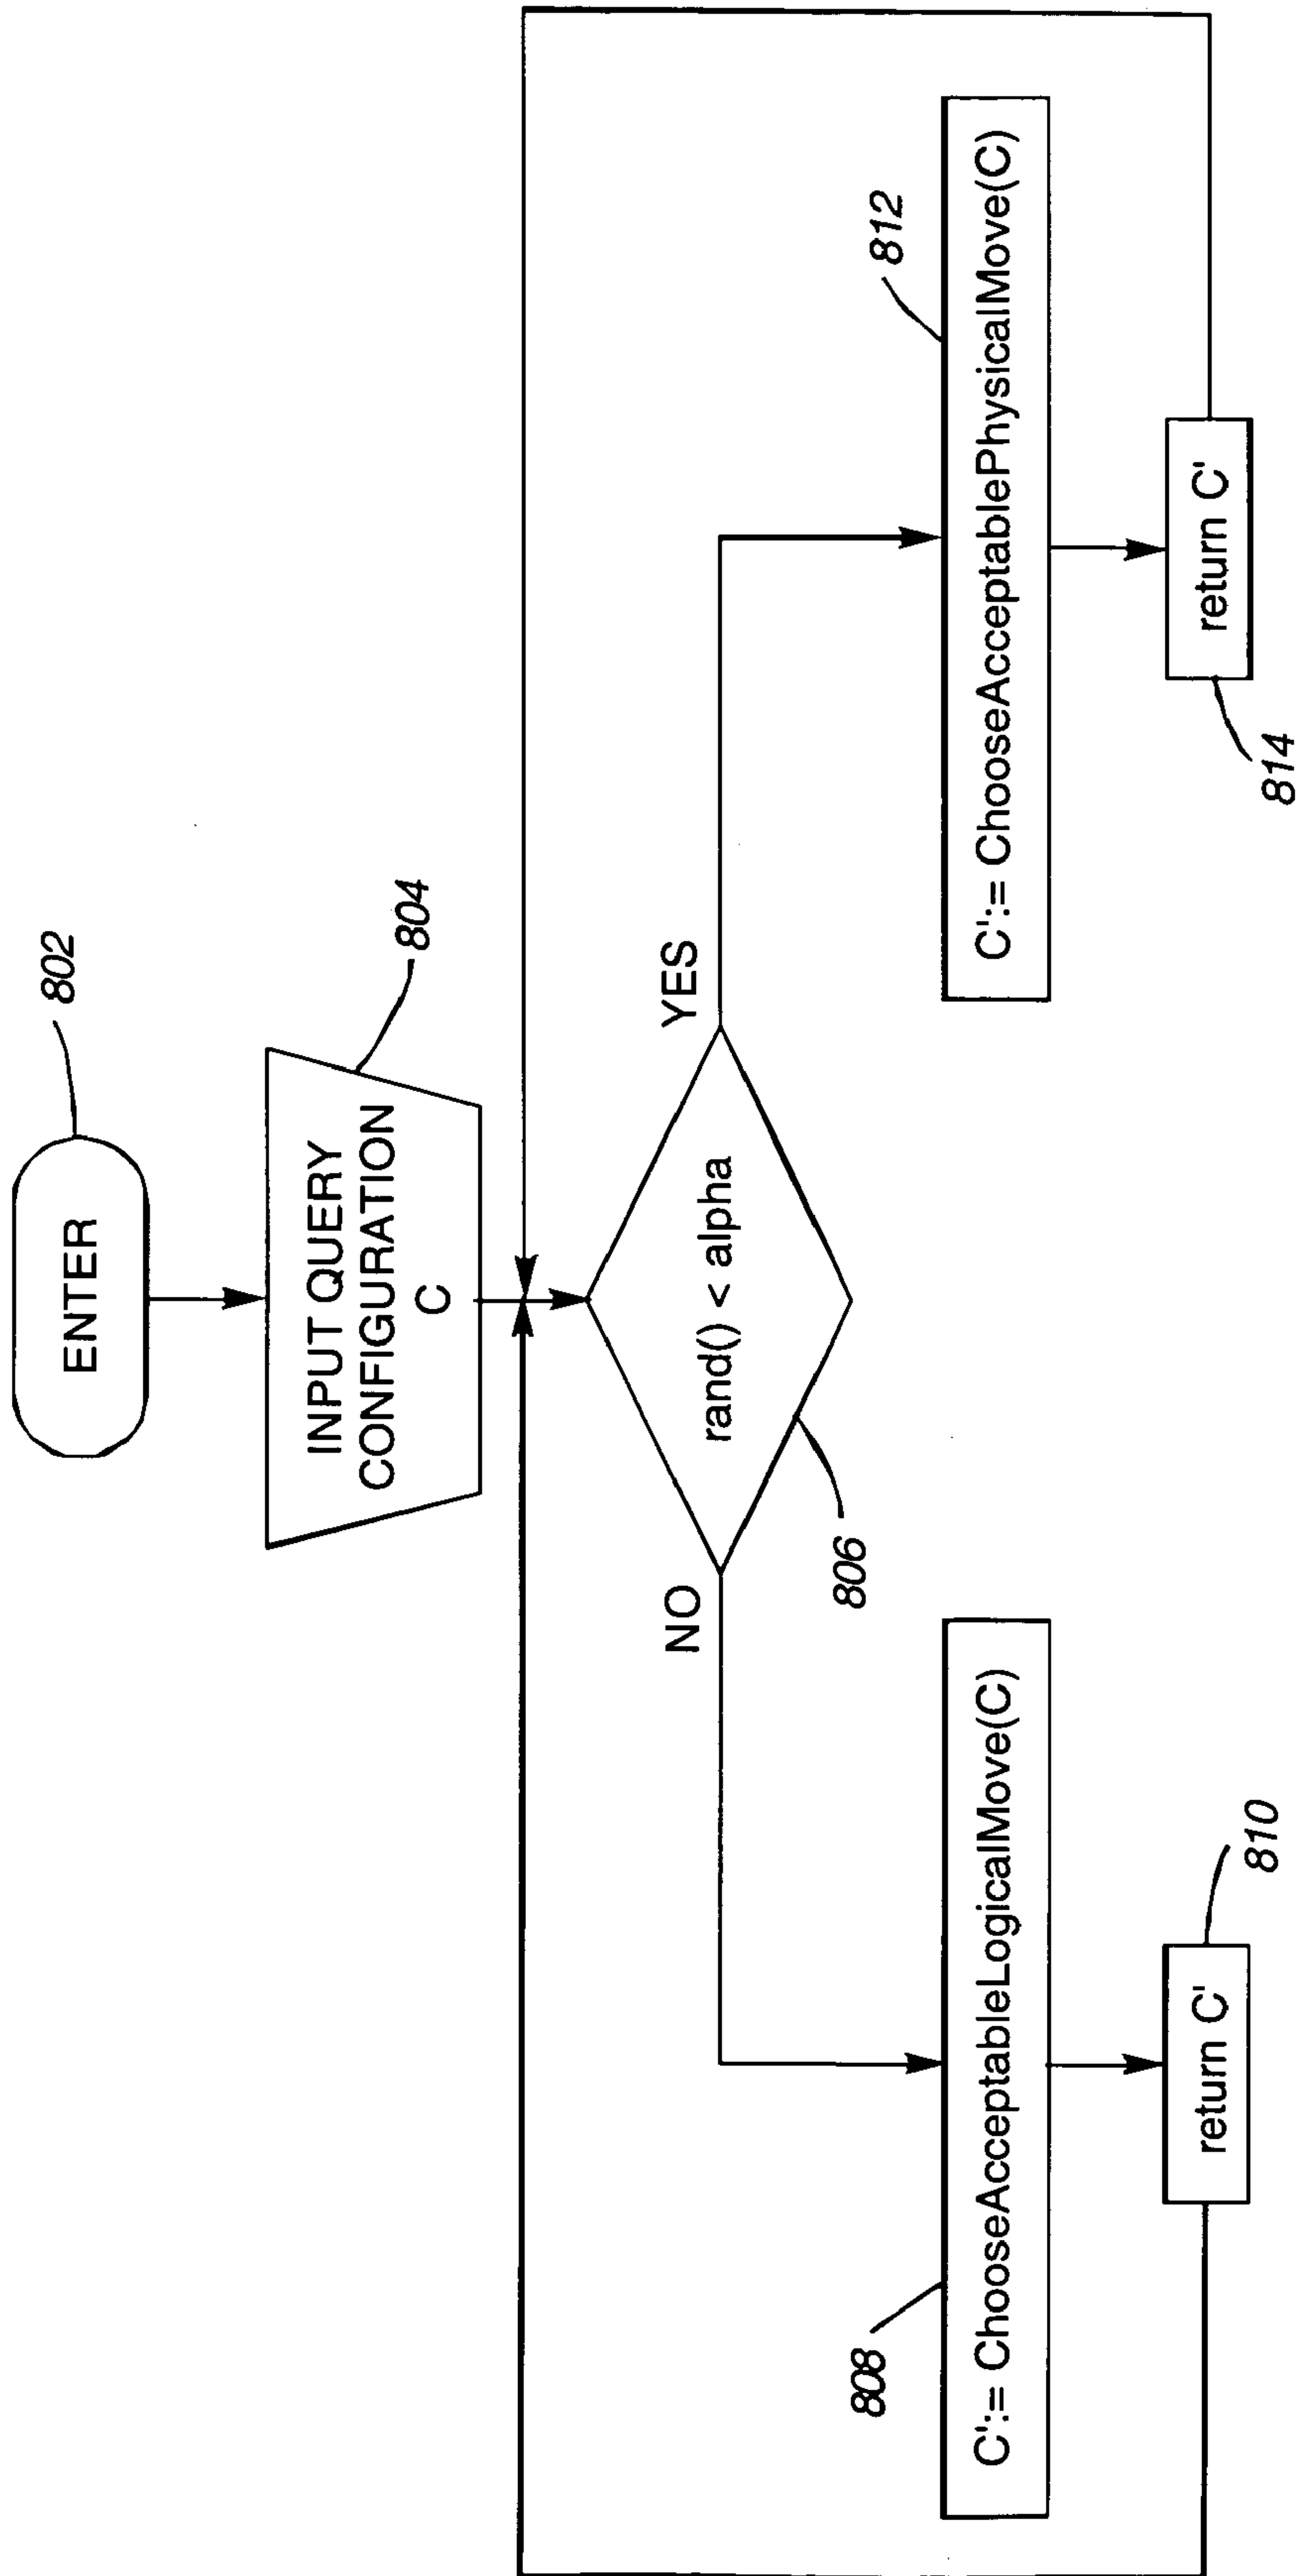 ENTER
802
INPUT QUERY
CONFIGURATION
C
804
rand() < alpha
806
NO
YES
C':= ChooseAcceptableLogicalMove(C)
808
C':= ChooseAcceptablePhysicalMove(C)
812
return C'
810
return C'
814